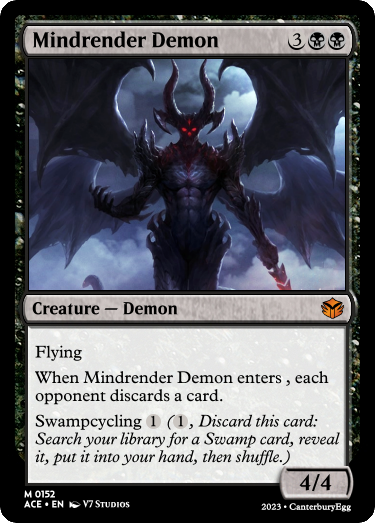 Mindrender Demon 3
Creature — Demon
Flying
When Mindrender Demon enters , each
opponent discards a card.
Swampcycling 1 (1, Discard this card:
Search your library for a Swamp card, reveal
it, put it into your hand, then shuffle.)
4/4
M 0152
ACE • EN V7 Studios
2023 • CanterburyEgg